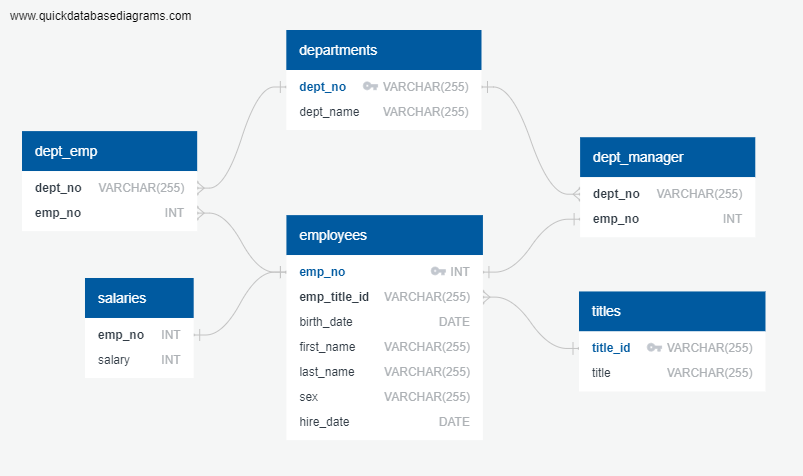 www.quickdatabasediagrams.com
departments
dept_no VARCHAR(255)
dept_name VARCHAR(255)
dept_emp
dept_no VARCHAR(255)
emp_no INT
dept_manager
dept_no VARCHAR(255)
emp_no INT
employees
emp_no INT
emp_title_id VARCHAR(255)
birth_date DATE
first_name VARCHAR(255)
last_name VARCHAR(255)
sex VARCHAR(255)
hire_date DATE
salaries
emp_no INT
salary INT
titles
title_id VARCHAR(255)
title VARCHAR(255)